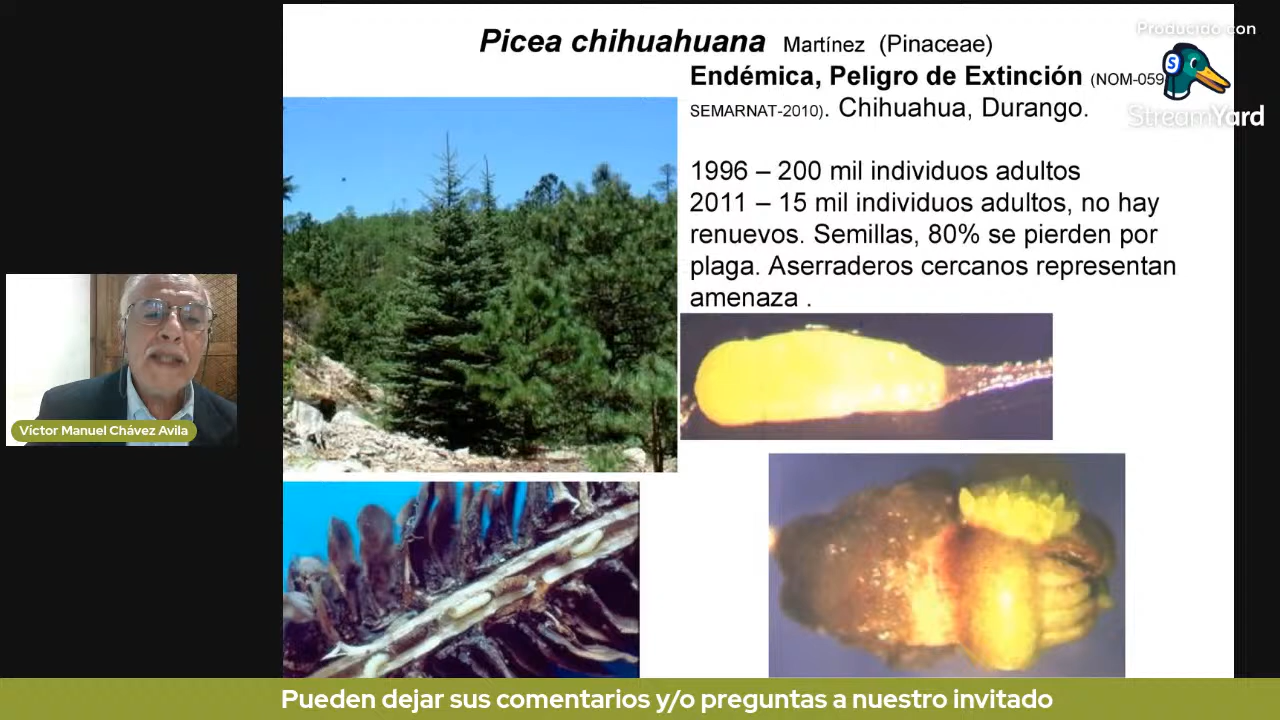 Picea chihuahuana Martínez (Pinaceae)
Endémica, Peligro de Extinción (NOM-059
SEMARNAT-2010). Chihuahua, Durango.
1996 – 200 mil individuos adultos
2011 – 15 mil individuos adultos, no hay
renuevos. Semillas, 80% se pierden por
plaga. Aserraderos cercanos representan
amenaza .
Producido con
S
StreamYard
Víctor Manuel Chávez Avila
Pueden dejar sus comentarios y/o preguntas a nuestro invitado